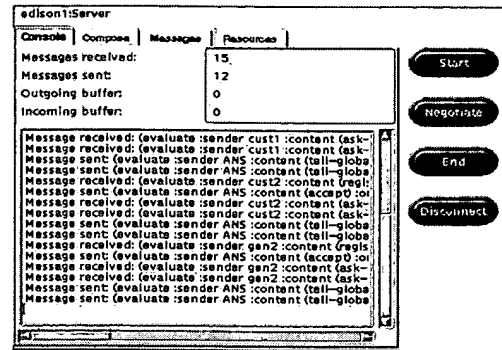 edison1:Server
Console Compose Messages Resources
Messages received: 15
Messages sent: 12
Outgoing buffer: 0
Incoming buffer: 0
Start
Negotiate
End
Disconnect
Message received: (evaluate :sender cust1 :content (ask-
Message received: (evaluate :sender cust1 :content (ask-
Message sent: (evaluate :sender ANS :content (tell-globa
Message sent: (evaluate :sender ANS :content (tell-globa
Message received: (evaluate :sender cust2 :content (regis
Message sent: (evaluate :sender ANS :content (accept) :on
Message received: (evaluate :sender cust2 :content (ask-
Message received: (evaluate :sender cust2 :content (ask-
Message sent: (evaluate :sender ANS :content (tell-globa
Message sent: (evaluate :sender ANS :content (tell-globa
Message received: (evaluate :sender gen2 :content (regis
Message sent: (evaluate :sender ANS :content (accept) :on
Message received: (evaluate :sender gen2 :content (ask-
Message received: (evaluate :sender gen2 :content (ask-
Message sent: (evaluate :sender ANS :content (tell-globa
Message sent: (evaluate :sender ANS :content (tell-globa